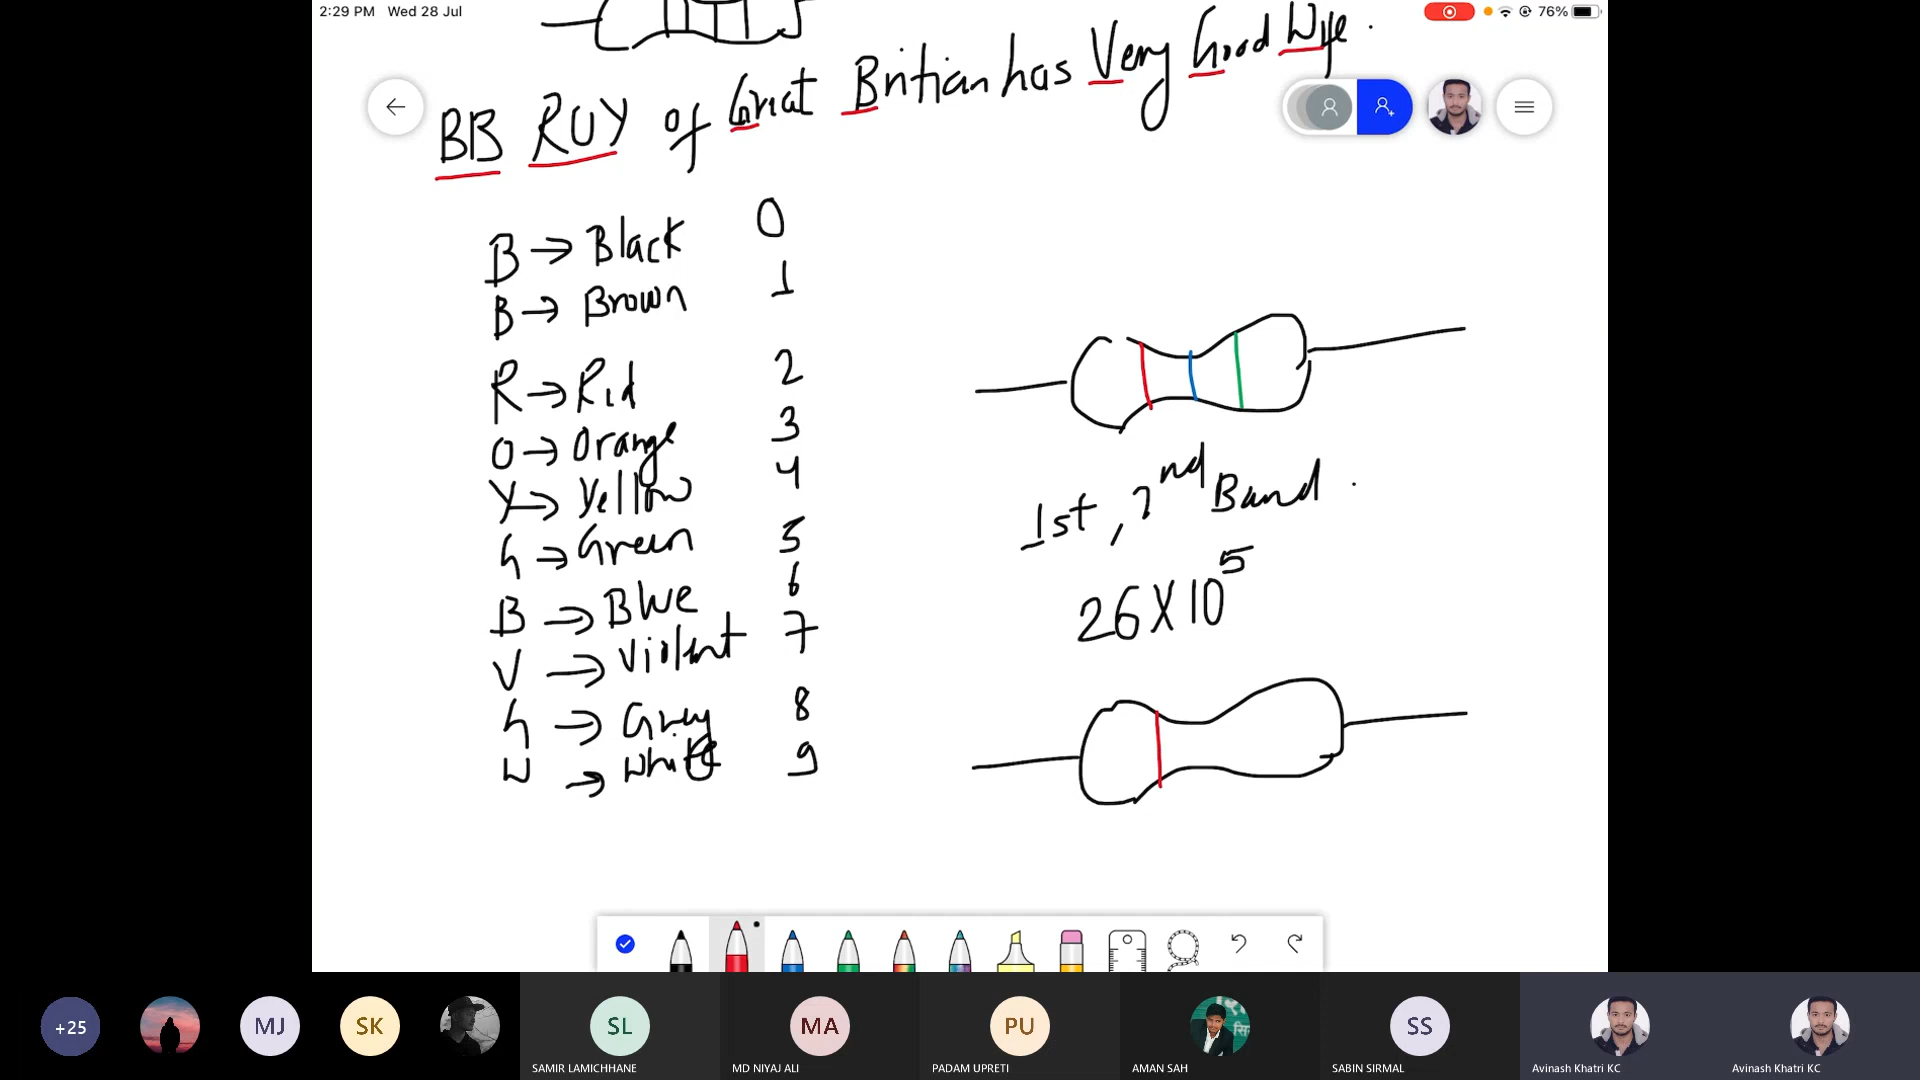 2:29 PM Wed 28 Jul
76%
BB ROY of Great Britian has Very Good Wife.
B → Black 0
B → Brown 1
R → Red 2
O → Orange 3
Y → Yellow 4
G → Green 5
B → Blue 6
V → Violent 7
G → Grey 8
W → White 9
1st, 2nd Band.
26 X 10^5
+25
MJ
SK
SL
SAMIR LAMICHHANE
MA
MD NIYAJ ALI
PU
PADAM UPRETI
AMAN SAH
SS
SABIN SIRMAL
Avinash Khatri KC
Avinash Khatri KC